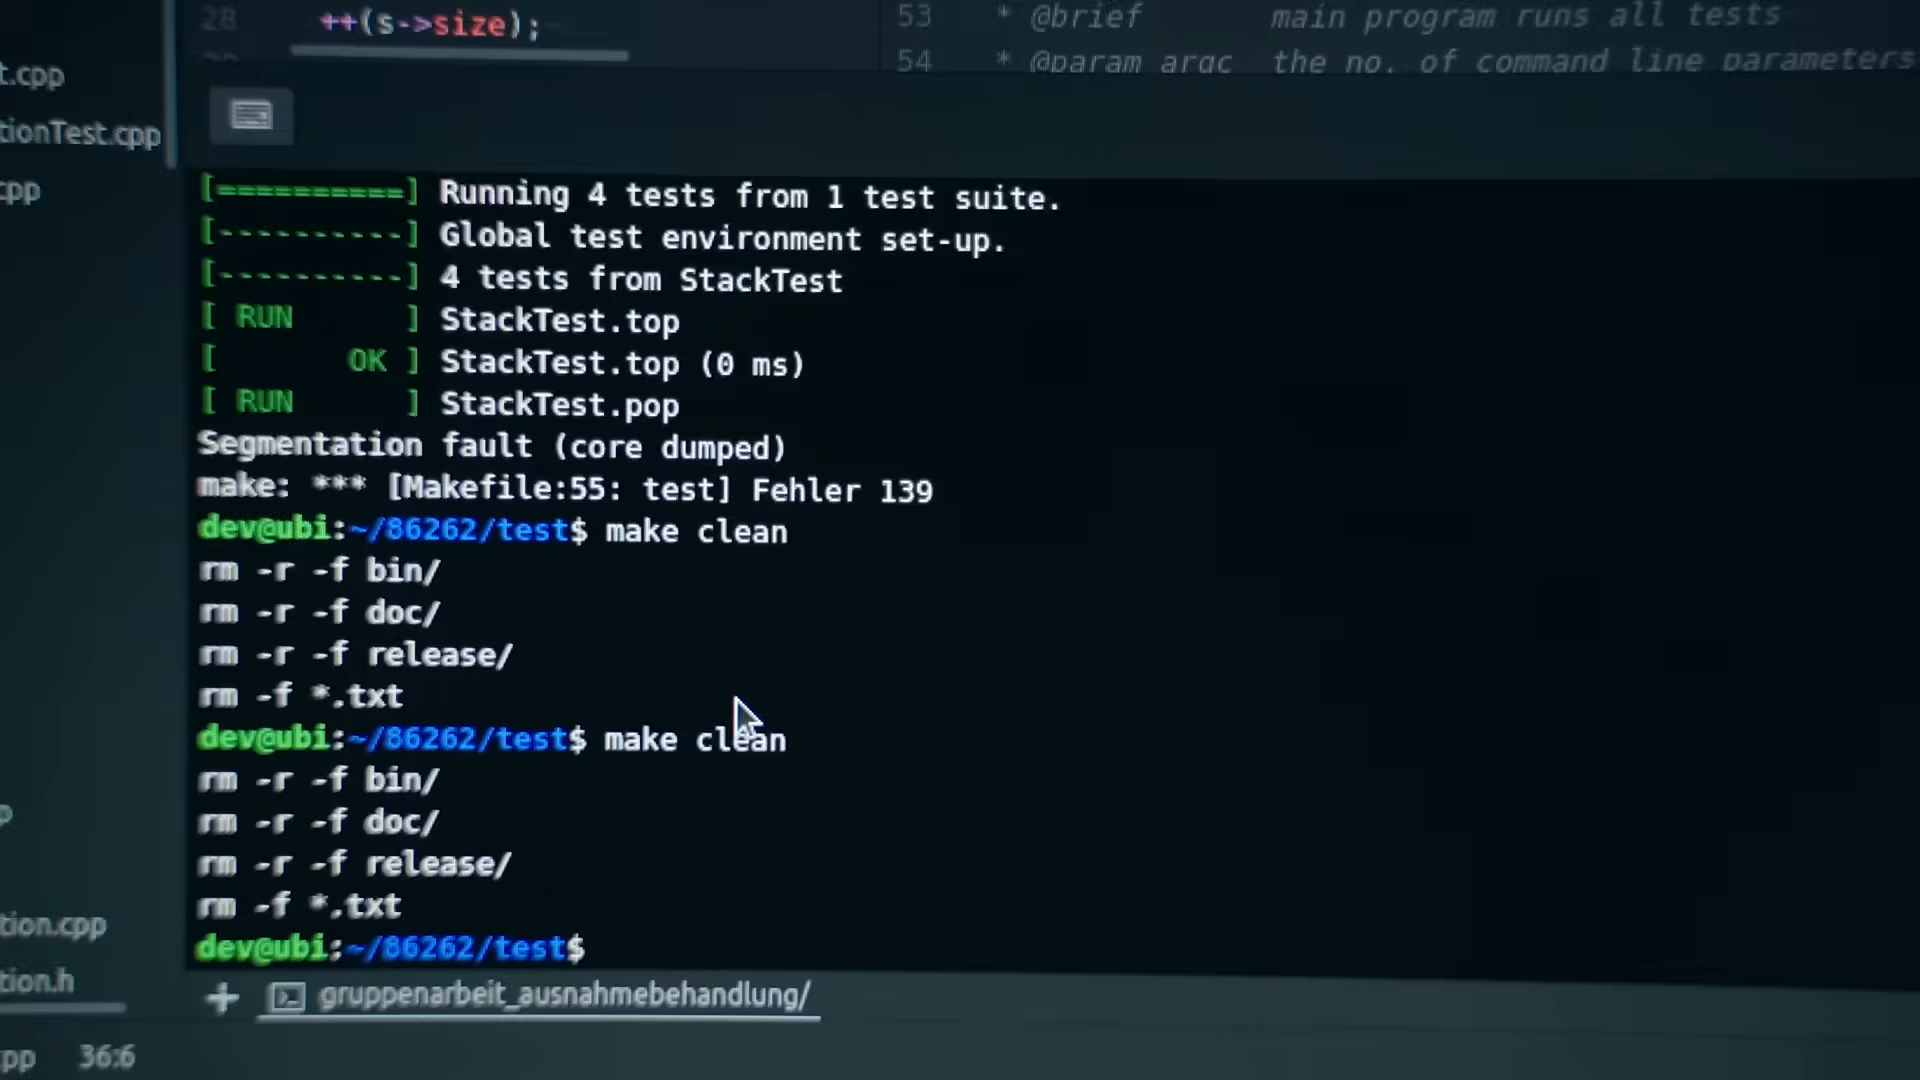 28 ++(s->size);
53 * @brief main program runs all tests
54 * @param argc the no. of command line parameters
t.cpp
tionTest.cpp
cpp
[==========] Running 4 tests from 1 test suite.
[----------] Global test environment set-up.
[----------] 4 tests from StackTest
[ RUN      ] StackTest.top
[       OK ] StackTest.top (0 ms)
[ RUN      ] StackTest.pop
Segmentation fault (core dumped)
make: *** [Makefile:55: test] Fehler 139
dev@ubi:~/86262/test$ make clean
rm -r -f bin/
rm -r -f doc/
rm -r -f release/
rm -f *.txt
dev@ubi:~/86262/test$ make clean
rm -r -f bin/
rm -r -f doc/
rm -r -f release/
rm -f *.txt
dev@ubi:~/86262/test$
p
tion.cpp
tion.h
+ gruppenarbeit_ausnahmebehandlung/
cpp 36:6